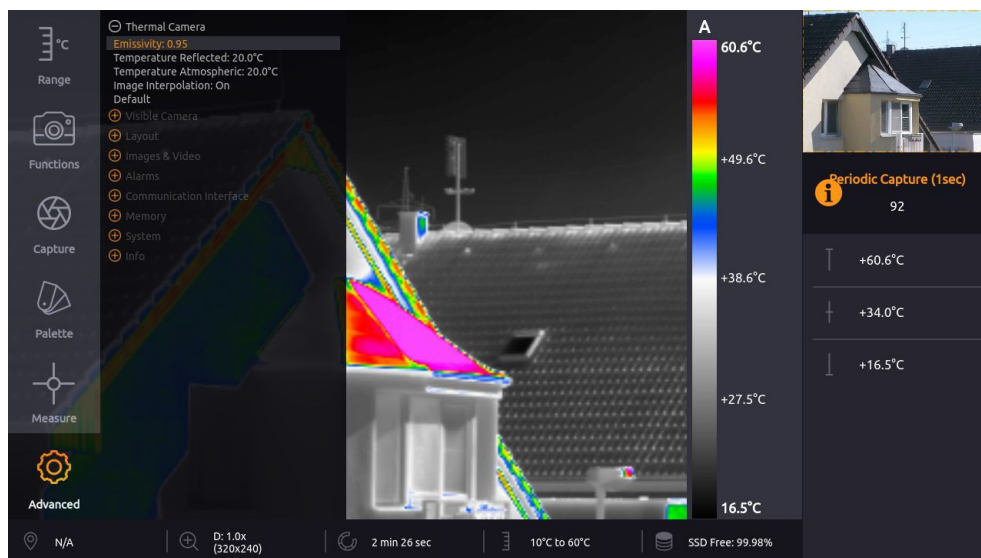 °C
Range
Functions
Capture
Palette
Measure
Advanced
Thermal Camera
Emissivity: 0.95
Temperature Reflected: 20.0°C
Temperature Atmospheric: 20.0°C
Image Interpolation: On
Default
Visible Camera
Layout
Images & Video
Alarms
Communication Interface
Memory
System
Info
A
60.6°C
+49.6°C
+38.6°C
+27.5°C
16.5°C
i
Periodic Capture (1sec)
92
+60.6°C
+34.0°C
+16.5°C
N/A
D: 1.0x
(320x240)
2 min 26 sec
10°C to 60°C
SSD Free: 99.98%